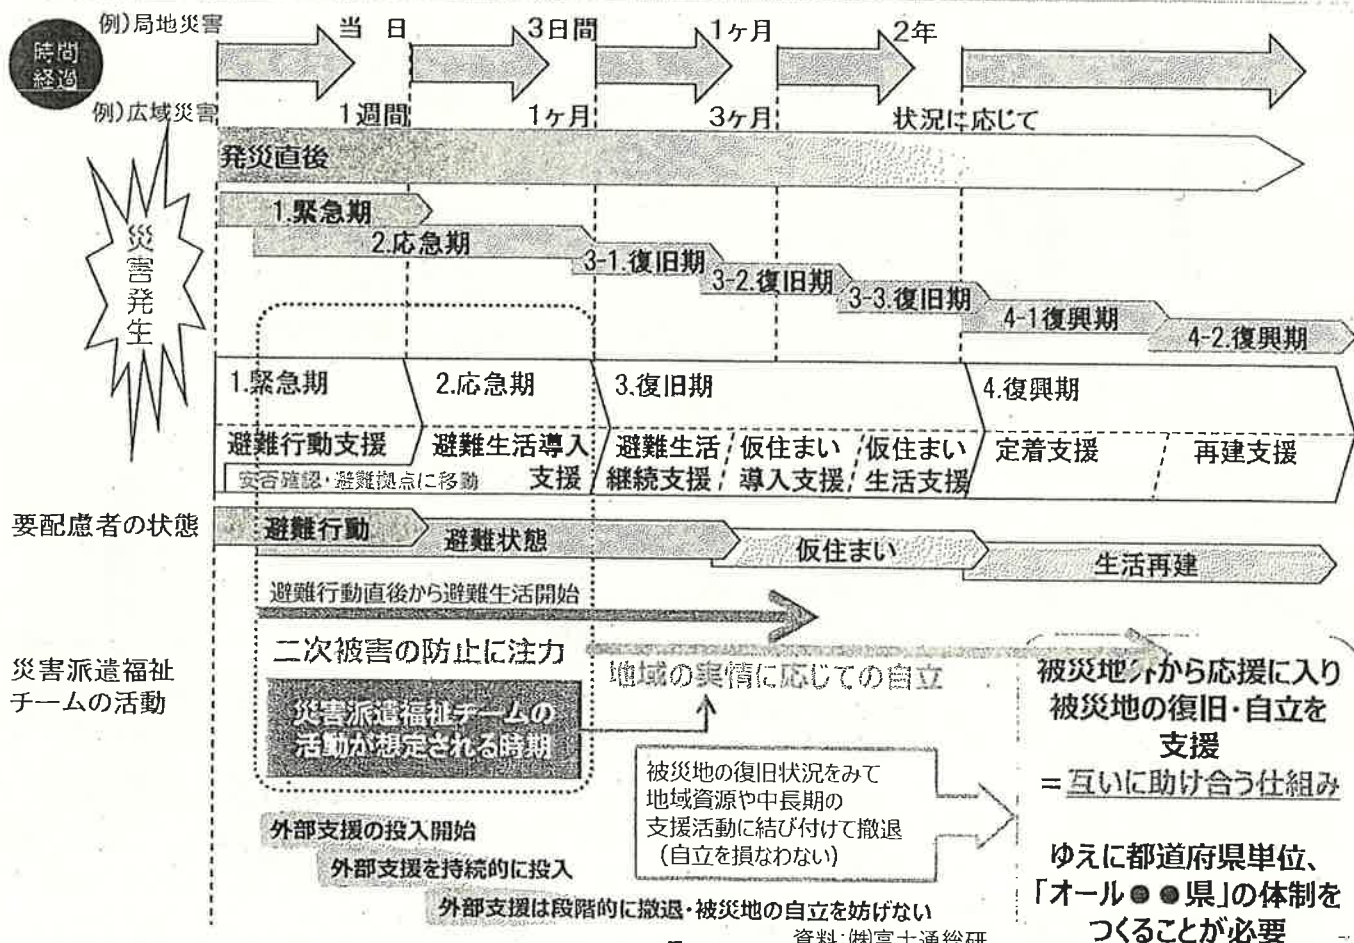 例)局地災害
当 日
3日間
1ヶ月
2年
時間
経過
例)広域災害
1週間
1ヶ月
3ヶ月
状況に応じて
発災直後
災害発生
1.緊急期
2.応急期
3-1.復旧期
3-2.復旧期
3-3.復旧期
4-1復興期
4-2.復興期
1.緊急期
2.応急期
3.復旧期
4.復興期
避難行動支援
安否確認・避難拠点に移動
避難生活導入
支援
避難生活
継続支援
仮住まい
導入支援
仮住まい
生活支援
定着支援
再建支援
要配慮者の状態
避難行動
避難状態
仮住まい
生活再建
避難行動直後から避難生活開始
災害派遣福祉
チームの活動
二次被害の防止に注力
地域の実情に応じての自立
災害派遣福祉チームの
活動が想定される時期
被災地の復旧状況をみて
地域資源や中長期の
支援活動に結び付けて撤退
(自立を損なわない)
被災地外から応援に入り
被災地の復旧・自立を
支援
=互いに助け合う仕組み
ゆえに都道府県単位、
「オール●●県」の体制を
つくることが必要
外部支援の投入開始
外部支援を持続的に投入
外部支援は段階的に撤退・被災地の自立を妨げない
資料:㈱富士通総研